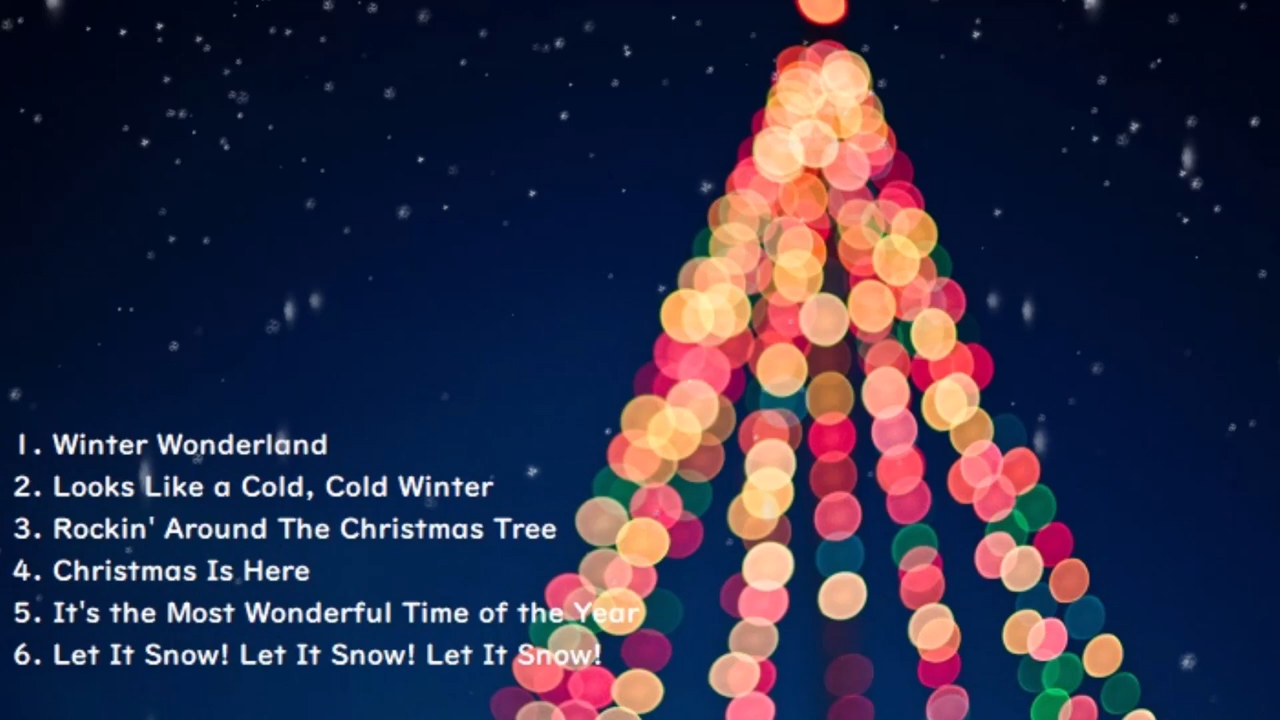 1. Winter Wonderland
2. Looks Like a Cold, Cold Winter
3. Rockin' Around The Christmas Tree
4. Christmas Is Here
5. It's the Most Wonderful Time of the Year
6. Let It Snow! Let It Snow! Let It Snow!